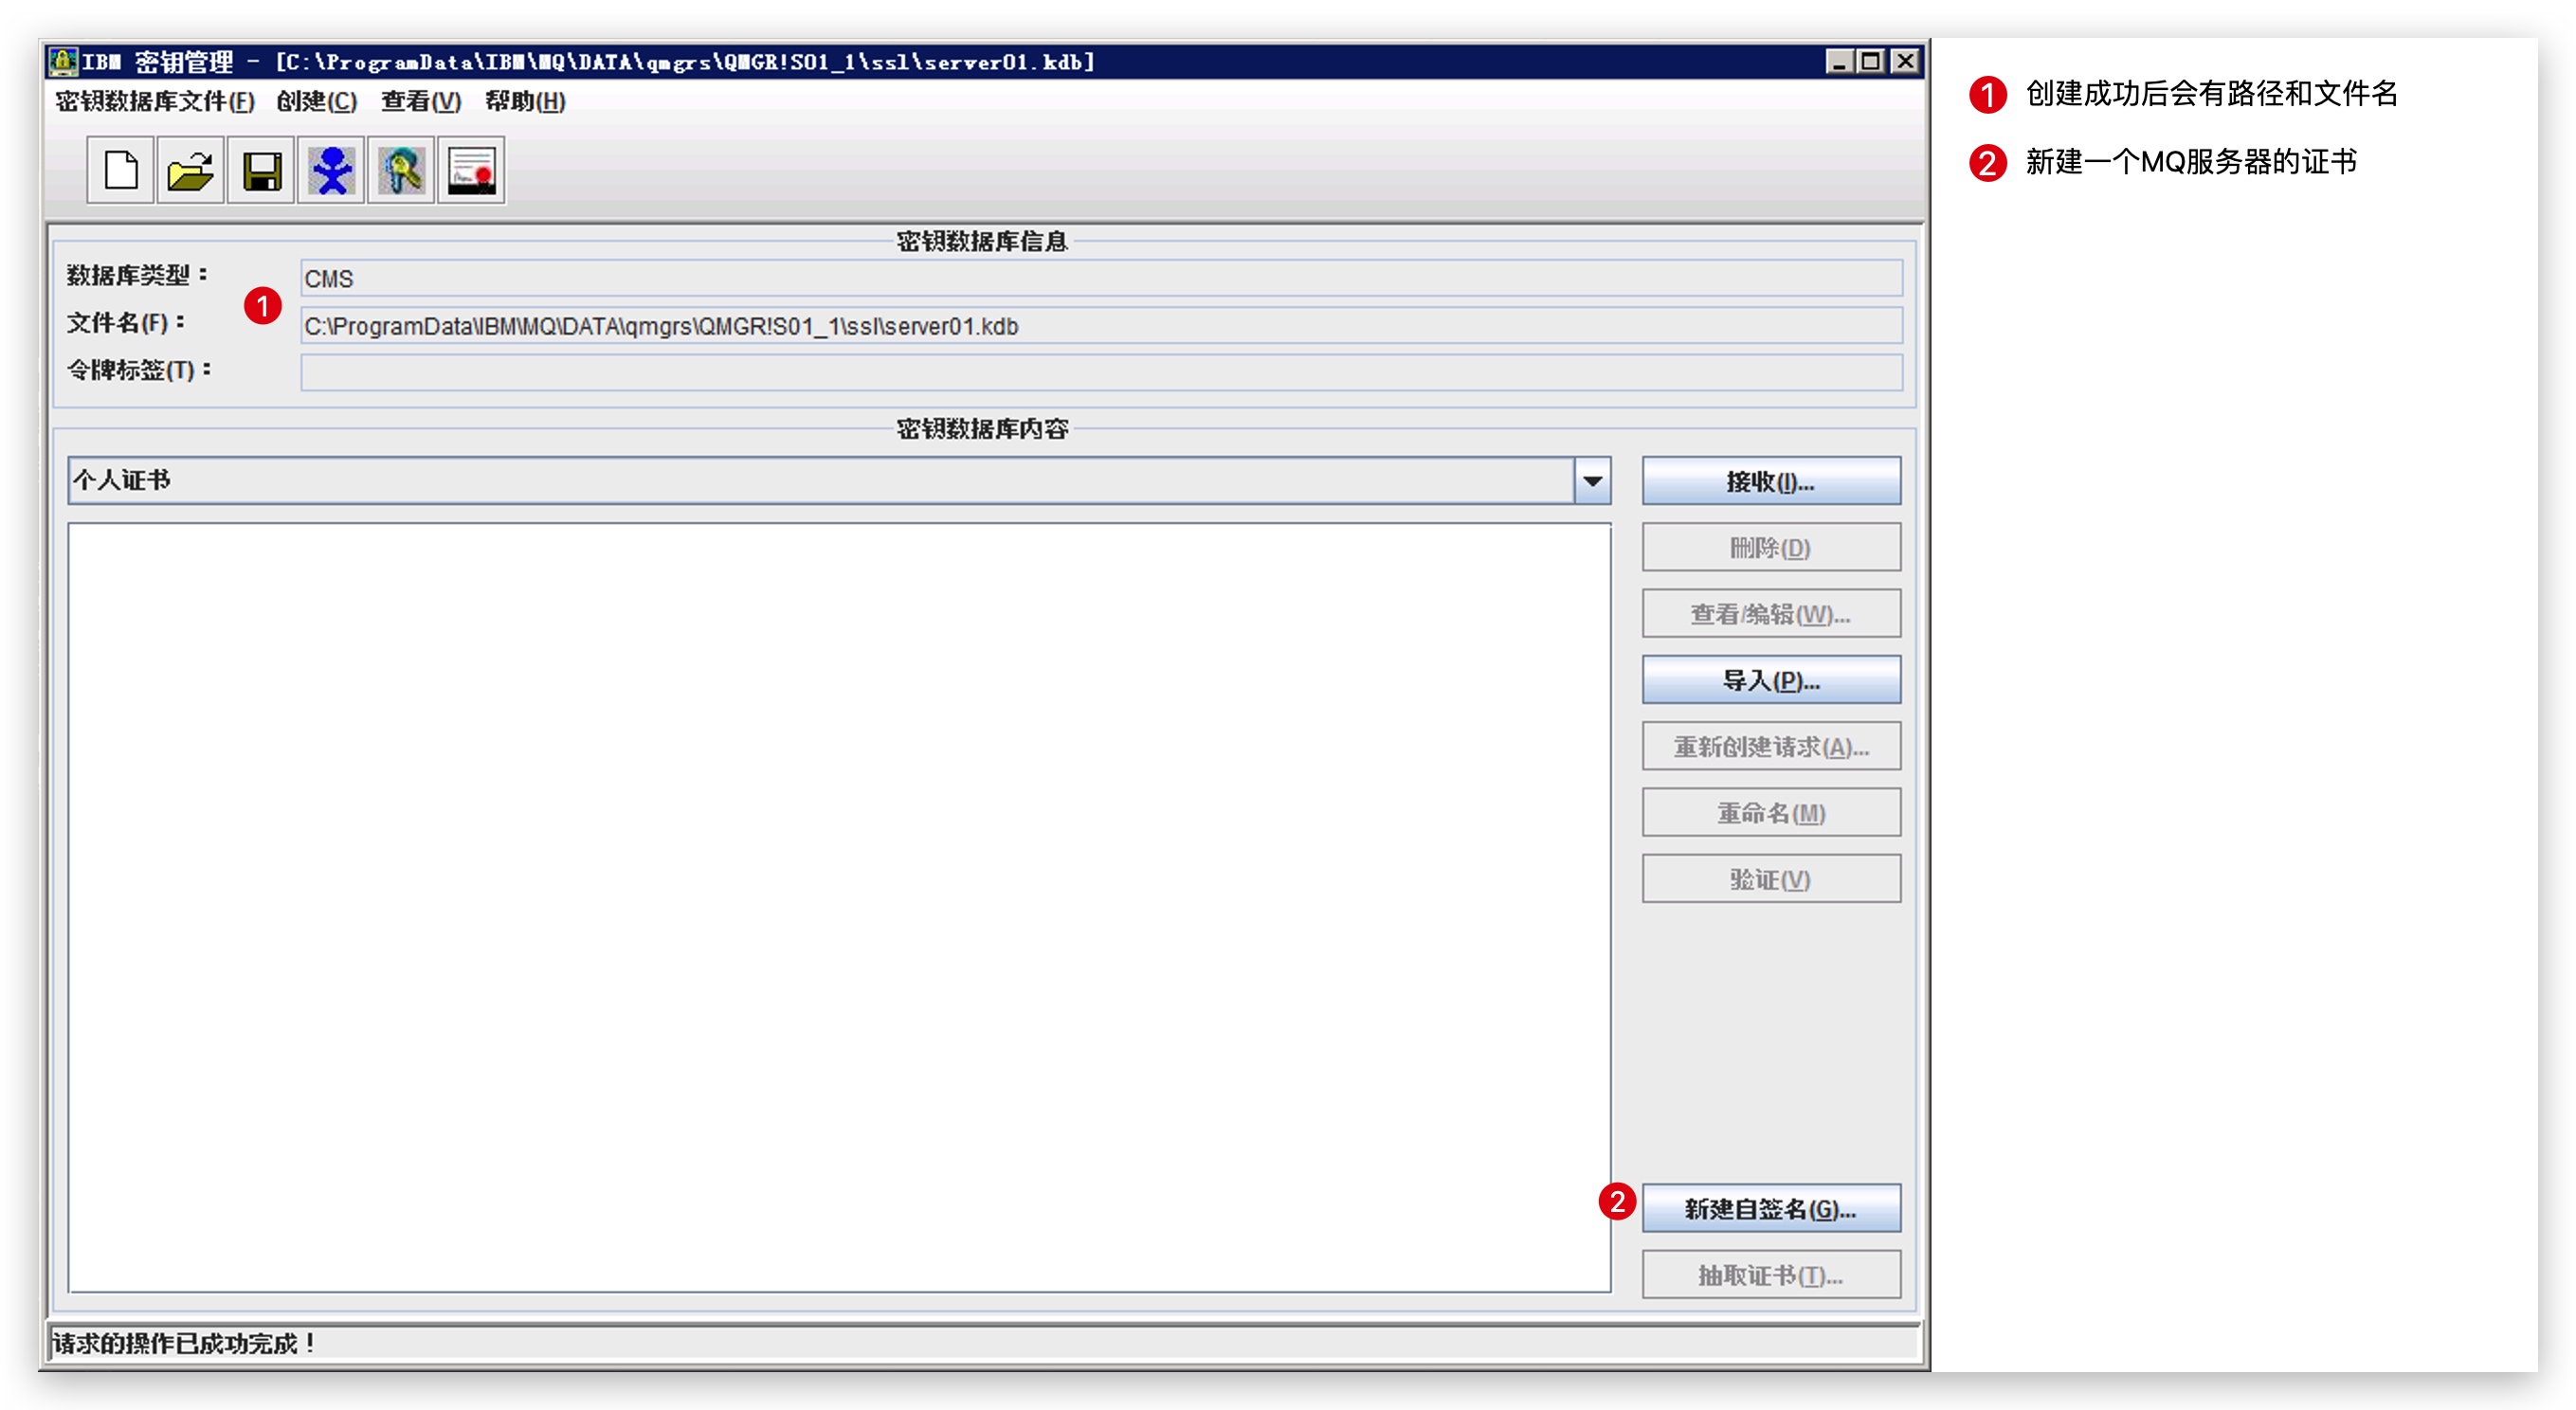 IBM 密钥管理 - [C:\ProgramData\IBM\MQ\DATA\qmgrs\QMGR!S01_1\ssl\server01.kdb]
密钥数据库文件(F) 创建(C) 查看(V) 帮助(H)
密钥数据库信息
数据库类型： CMS
1
文件名(F)： C:\ProgramData\IBM\MQ\DATA\qmgrs\QMGR!S01_1\ssl\server01.kdb
令牌标签(T)：
密钥数据库内容
个人证书
接收(I)...
删除(D)
查看/编辑(W)...
导入(P)...
重新创建请求(A)...
重命名(M)
验证(V)
2 新建自签名(G)...
抽取证书(T)...
请求的操作已成功完成！
1 创建成功后会有路径和文件名
2 新建一个MQ服务器的证书